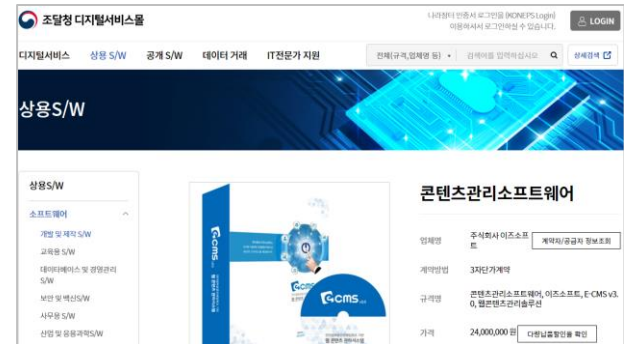 조달청 디지털서비스몰
나라장터 인증서 로그인을 (KONEPS Login)
이용하셔서 로그인하실 수 있습니다.
LOGIN
디지털서비스 상용 S/W 공개 S/W 데이터 거래 IT전문가 지원
전체(규격,업체명 등) 검색어를 입력하십시오 상세검색
상용S/W
상용S/W
소프트웨어
개발 및 제작 S/W
교육용 S/W
데이터베이스 및 경영관리
S/W
보안 및 백신S/W
사무용 S/W
산업 및 응용과학S/W
CMS
CMS
콘텐츠관리소프트웨어
업체명 주식회사 이즈소프
트 계약자/공급자 정보조회
계약방법 3자단가계약
규격명 콘텐츠관리소프트웨어, 이즈소프트, E-CMS v3.
0, 웹콘텐츠관리솔루션
가격 24,000,000 원 다량납품할인율 확인